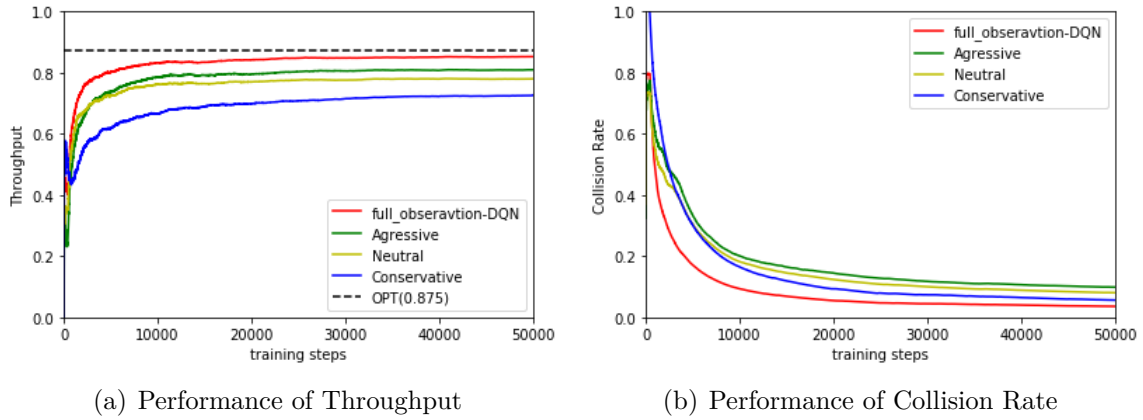 1.0
0.8
0.6
0.4
0.2
0.0
Throughput
0
10000
20000
30000
40000
50000
training steps
full_obseravtion-DQN
Agressive
Neutral
Conservative
OPT(0.875)
(a) Performance of Throughput
1.0
0.8
0.6
0.4
0.2
0.0
Collision Rate
0
10000
20000
30000
40000
50000
training steps
full_obseravtion-DQN
Agressive
Neutral
Conservative
(b) Performance of Collision Rate